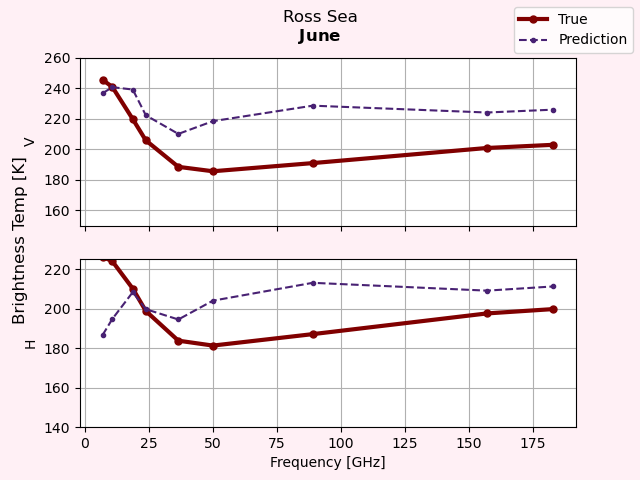 Ross Sea
June
True
Prediction
260
240
220
200
180
160
V
Brightness Temp [K]
220
200
180
160
140
H
0
25
50
75
100
125
150
175
Frequency [GHz]